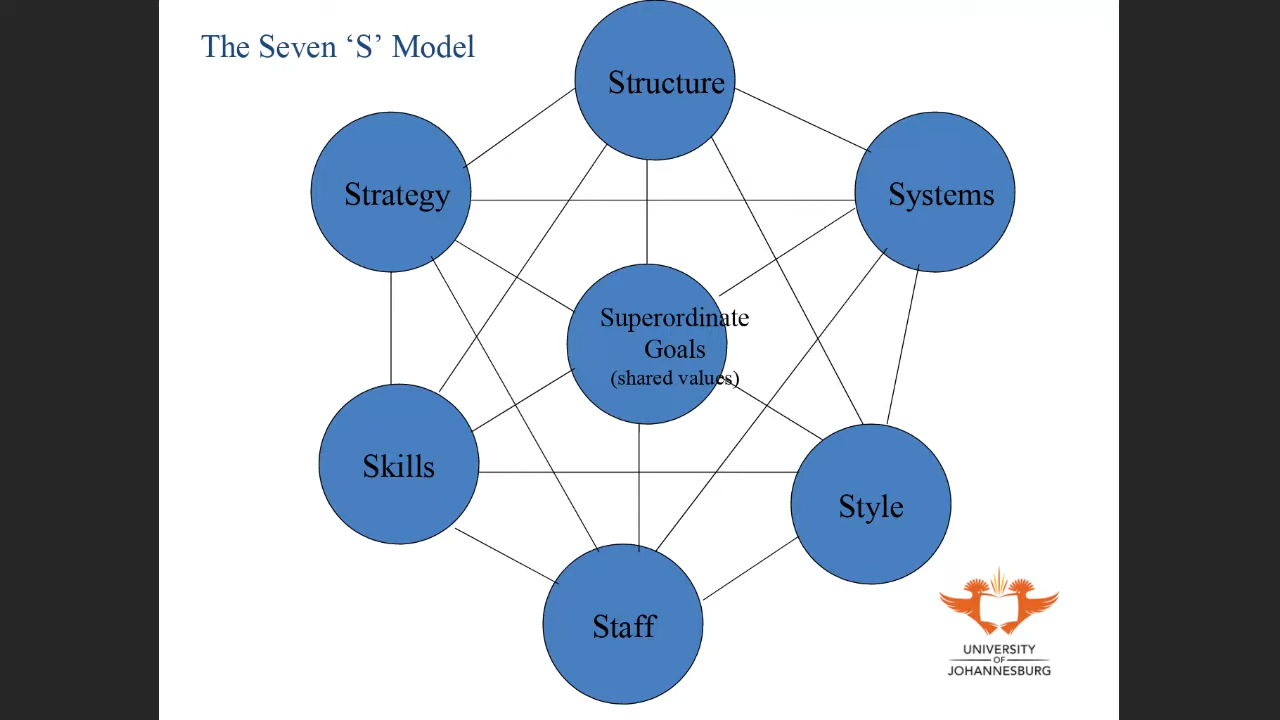 The Seven ‘S’ Model
Structure
Strategy
Systems
Superordinate
Goals
(shared values)
Skills
Style
Staff
UNIVERSITY
OF
JOHANNESBURG